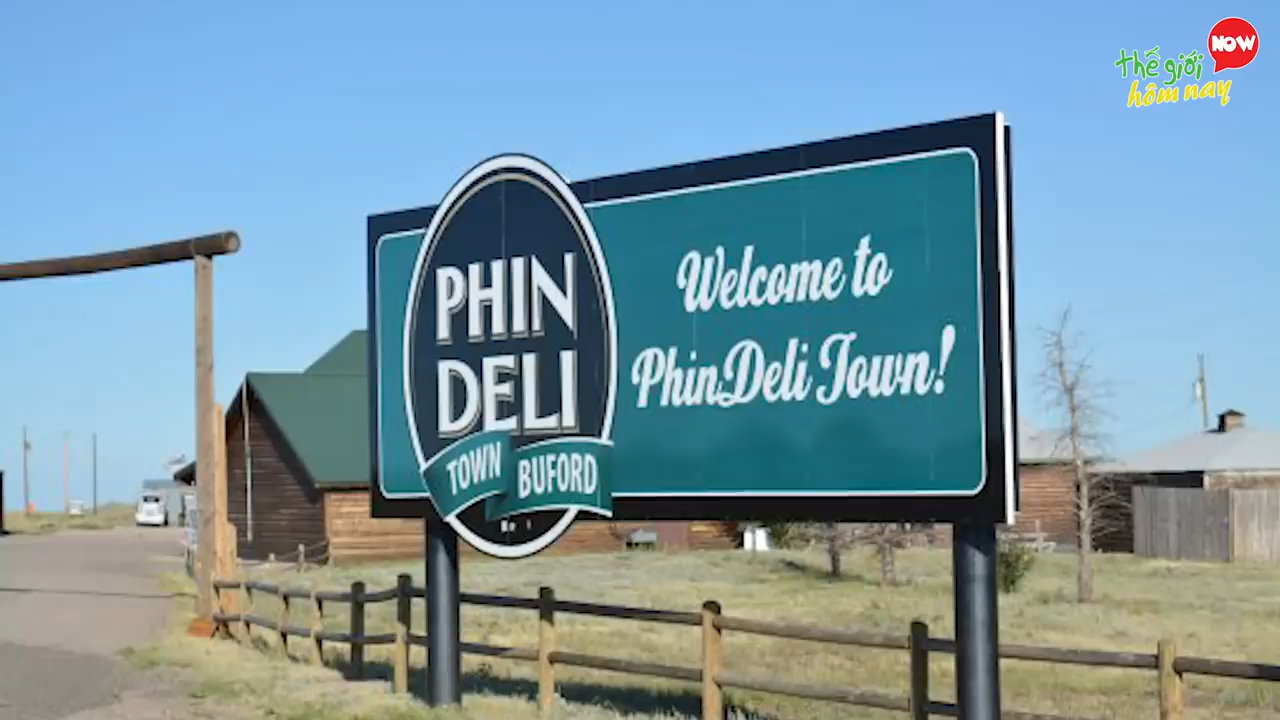 NOW
thế giới
hôm nay
PHIN
DELI
TOWN BUFORD
Welcome to
PhinDeli Town!